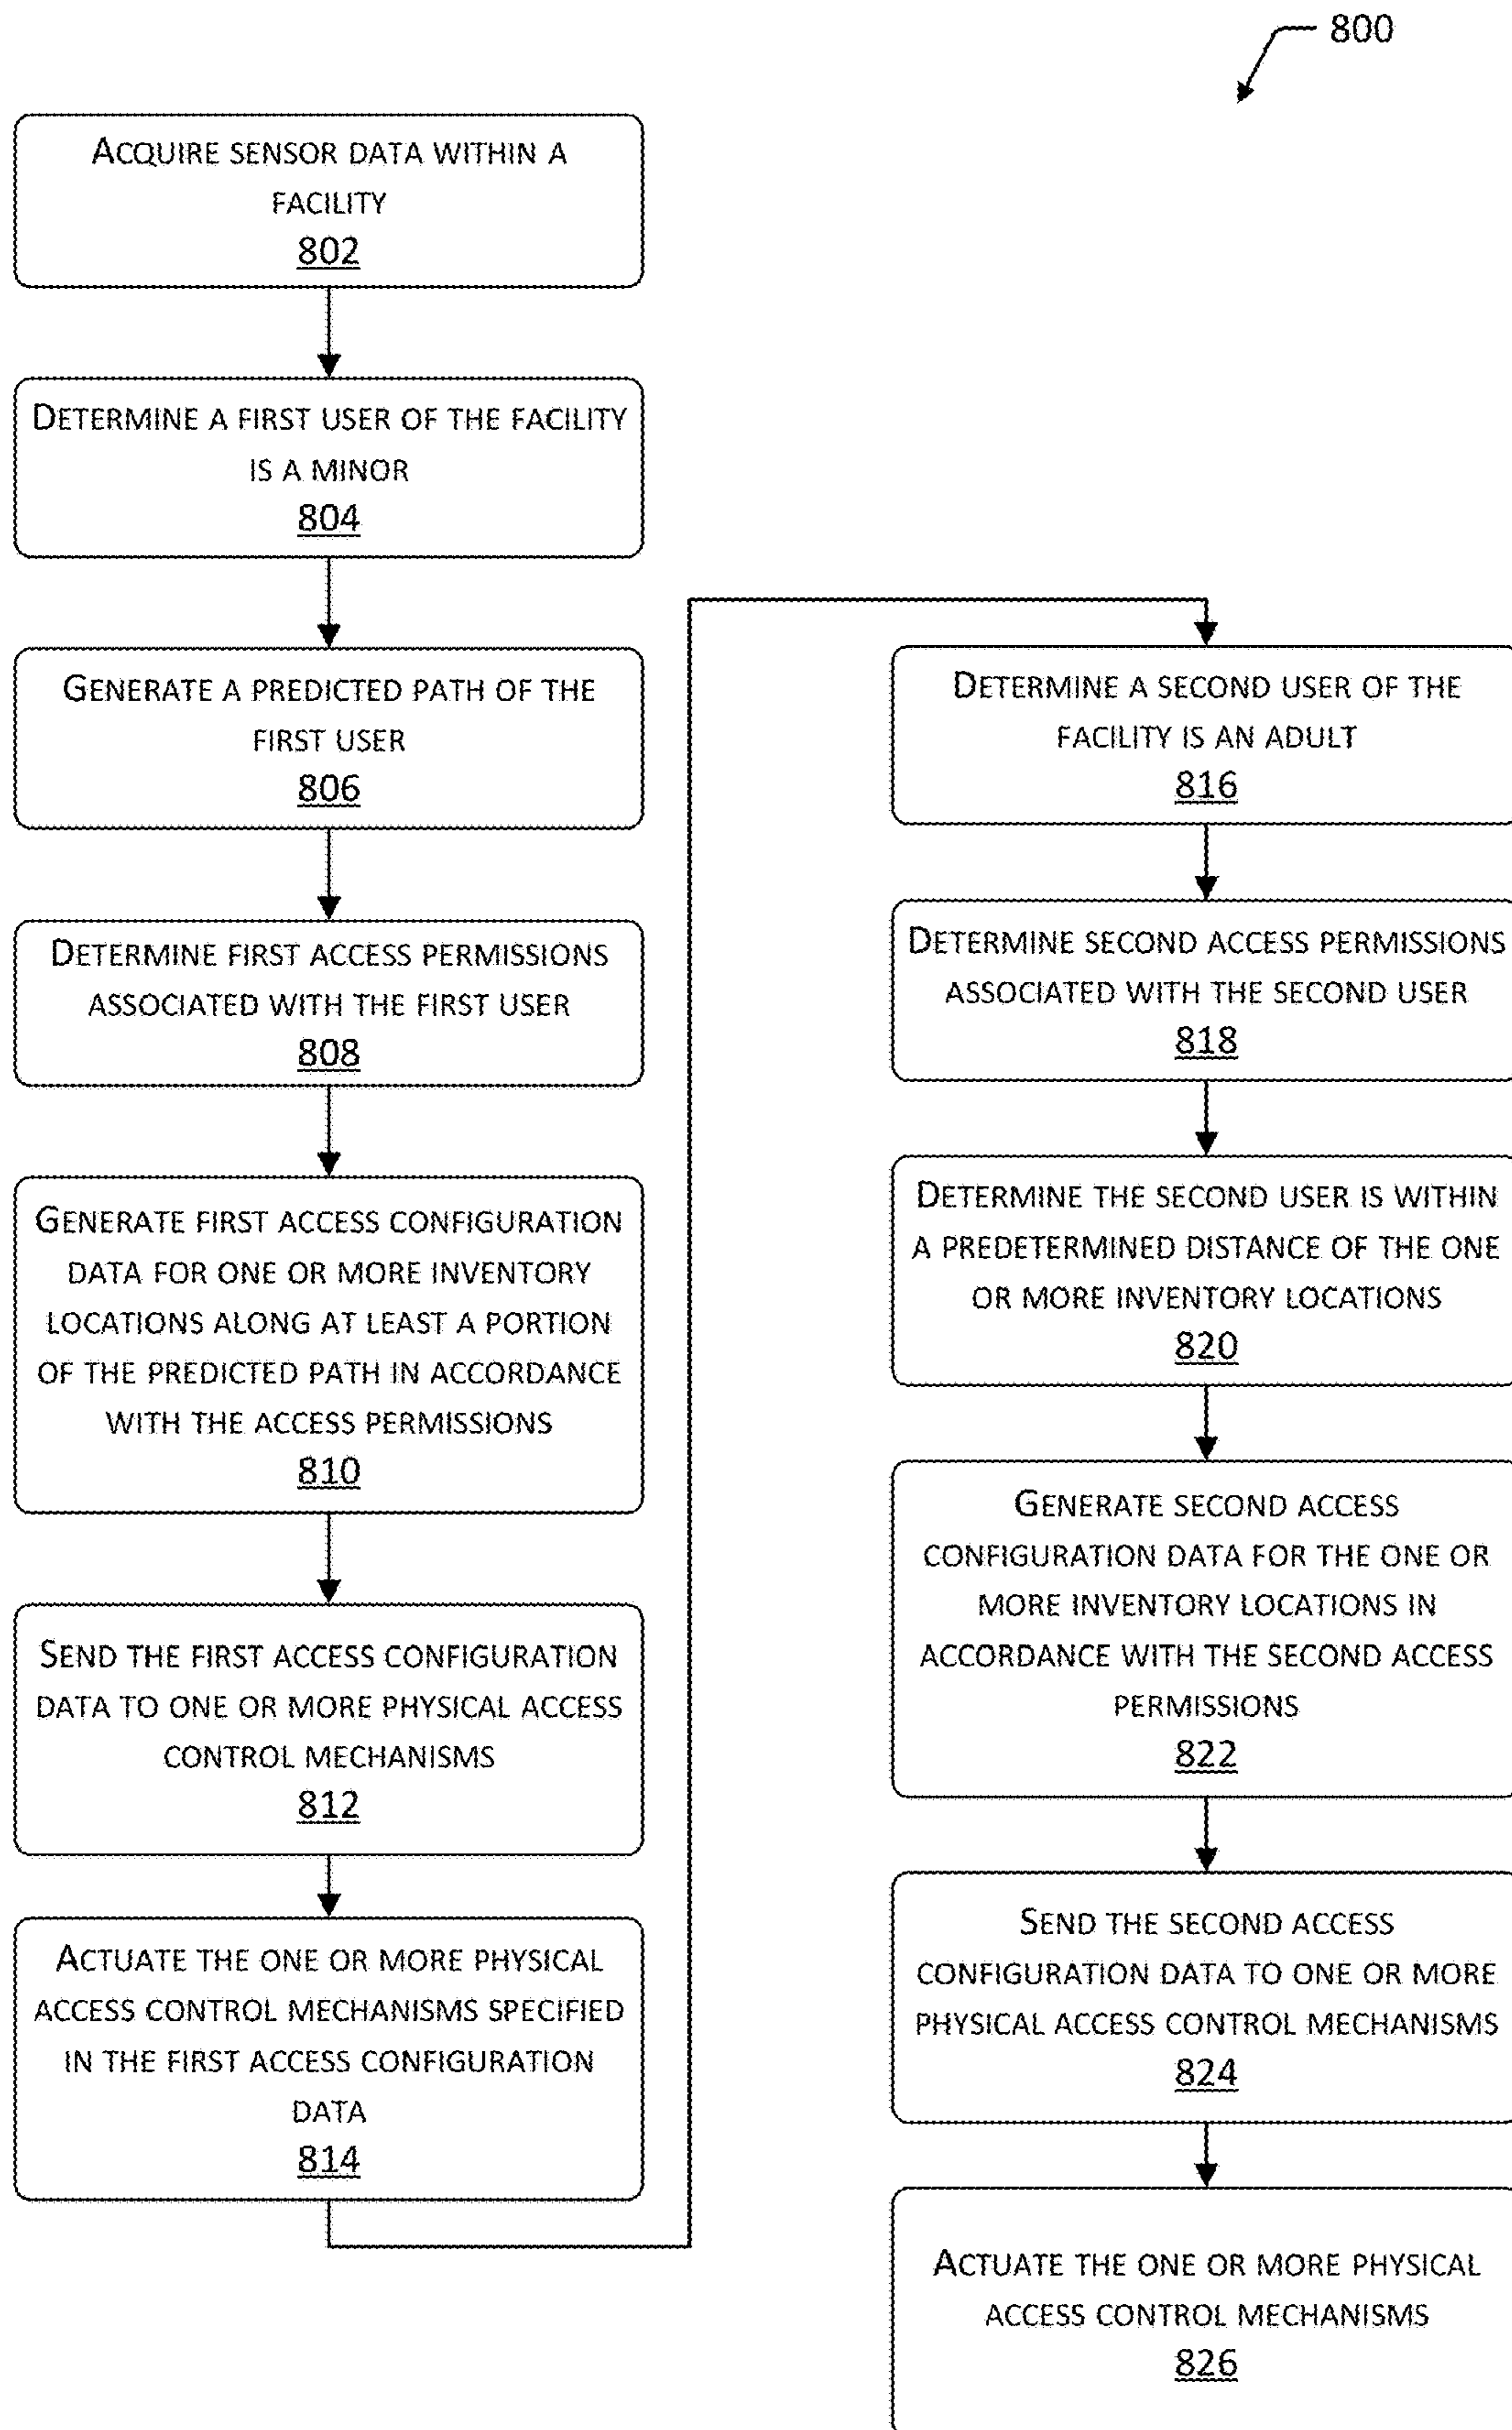 800
ACQUIRE SENSOR DATA WITHIN A
FACILITY
802
DETERMINE A FIRST USER OF THE FACILITY
IS A MINOR
804
GENERATE A PREDICTED PATH OF THE
FIRST USER
806
DETERMINE FIRST ACCESS PERMISSIONS
ASSOCIATED WITH THE FIRST USER
808
GENERATE FIRST ACCESS CONFIGURATION
DATA FOR ONE OR MORE INVENTORY
LOCATIONS ALONG AT LEAST A PORTION
OF THE PREDICTED PATH IN ACCORDANCE
WITH THE ACCESS PERMISSIONS
810
SEND THE FIRST ACCESS CONFIGURATION
DATA TO ONE OR MORE PHYSICAL ACCESS
CONTROL MECHANISMS
812
ACTUATE THE ONE OR MORE PHYSICAL
ACCESS CONTROL MECHANISMS SPECIFIED
IN THE FIRST ACCESS CONFIGURATION
DATA
814
DETERMINE A SECOND USER OF THE
FACILITY IS AN ADULT
816
DETERMINE SECOND ACCESS PERMISSIONS
ASSOCIATED WITH THE SECOND USER
818
DETERMINE THE SECOND USER IS WITHIN
A PREDETERMINED DISTANCE OF THE ONE
OR MORE INVENTORY LOCATIONS
820
GENERATE SECOND ACCESS
CONFIGURATION DATA FOR THE ONE OR
MORE INVENTORY LOCATIONS IN
ACCORDANCE WITH THE SECOND ACCESS
PERMISSIONS
822
SEND THE SECOND ACCESS
CONFIGURATION DATA TO ONE OR MORE
PHYSICAL ACCESS CONTROL MECHANISMS
824
ACTUATE THE ONE OR MORE PHYSICAL
ACCESS CONTROL MECHANISMS
826